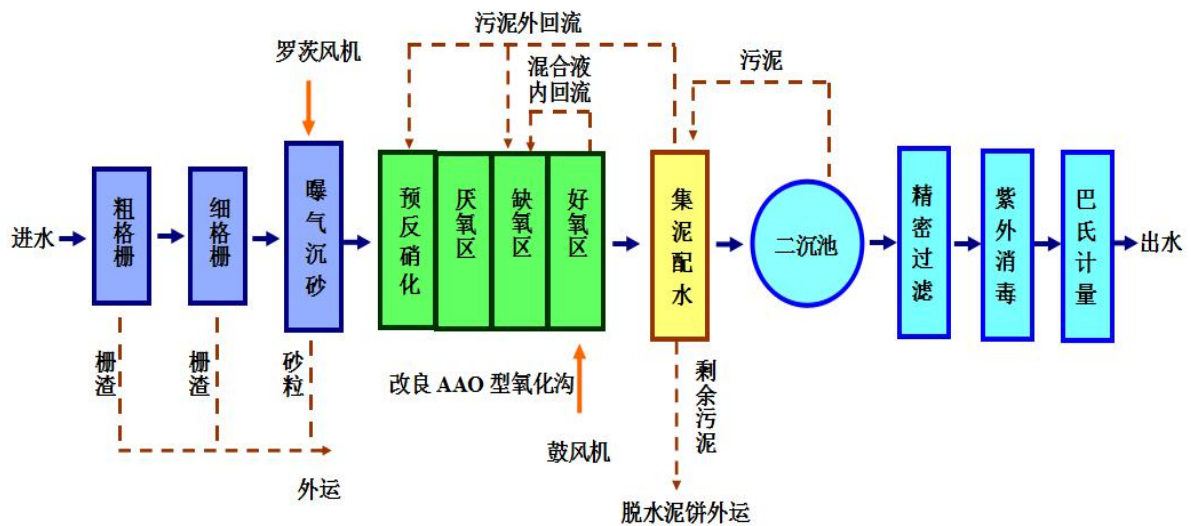 污泥外回流
罗茨风机
混合液
内回流
污泥
进水
粗格栅
细格栅
曝气沉砂
预反硝化
厌氧区
缺氧区
好氧区
集泥配水
二沉池
精密过滤
紫外消毒
巴氏计量
出水
栅渣
栅渣
砂粒
改良 AAO 型氧化沟
剩余污泥
鼓风机
外运
脱水泥饼外运